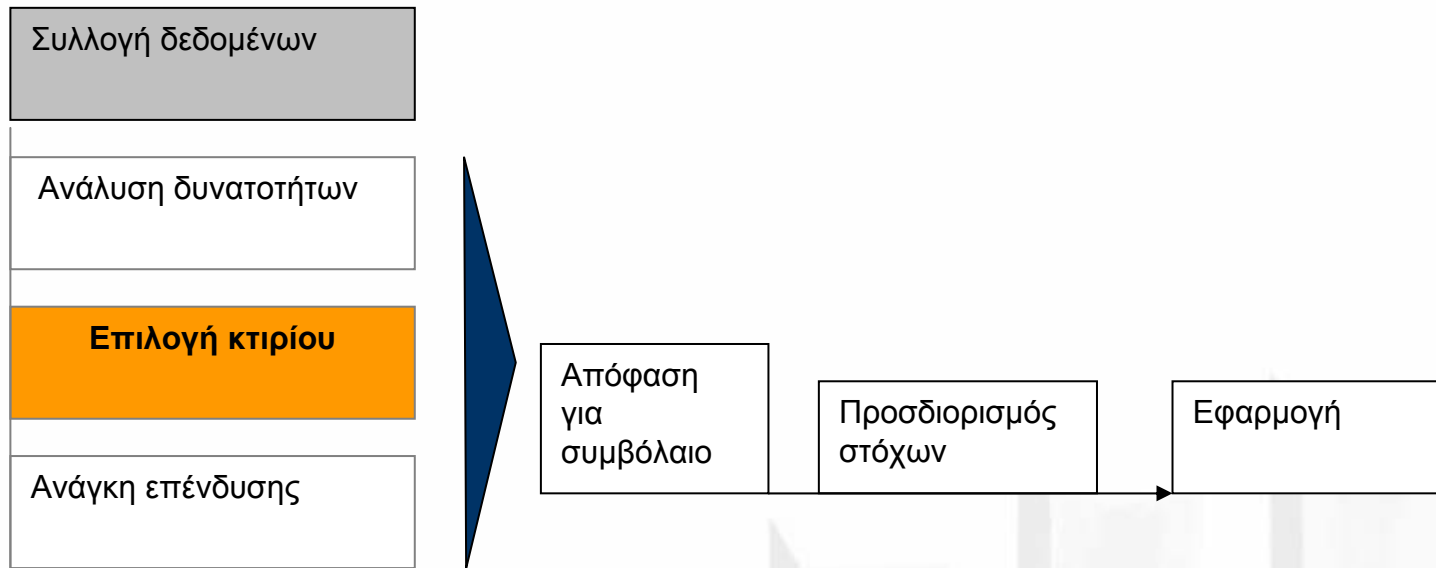 Συλλογή δεδομένων
Ανάλυση δυνατοτήτων
Επιλογή κτιρίου
Ανάγκη επένδυσης
Απόφαση
για
συμβόλαιο
Προσδιορισμός
στόχων
Εφαρμογή